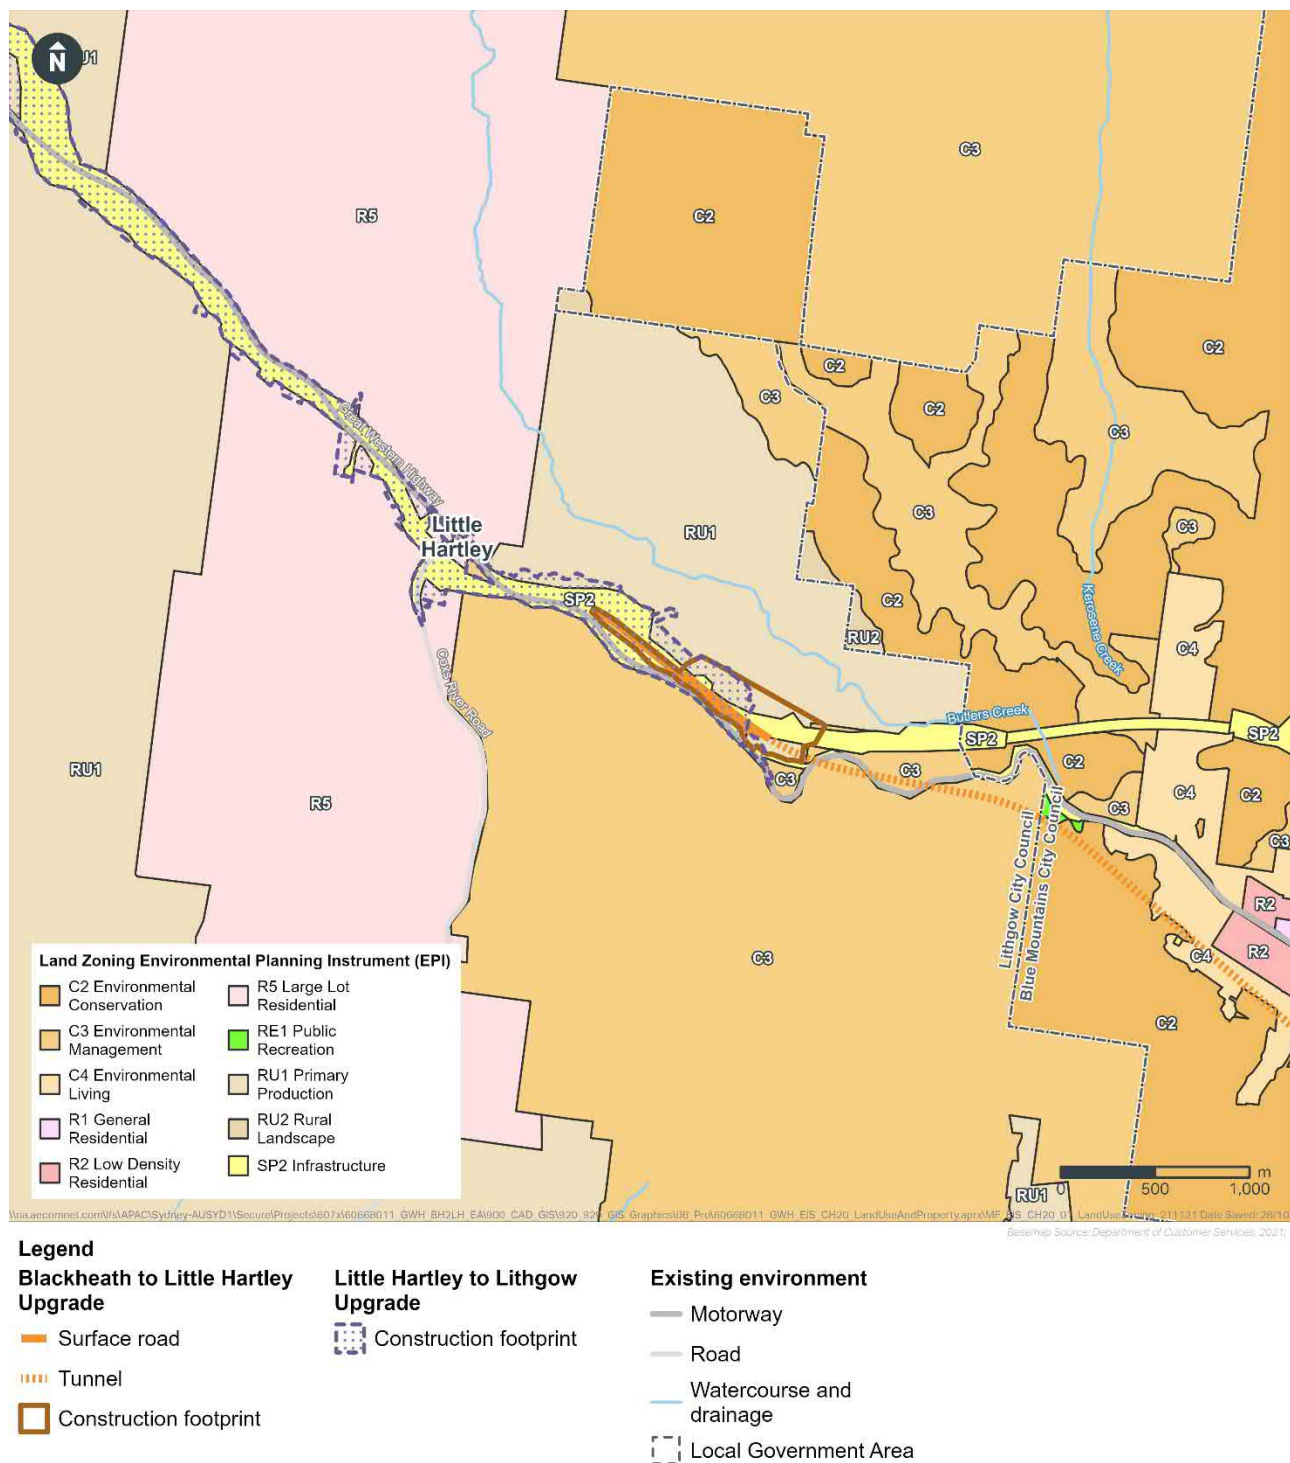 N
U1
C3
R5
C2
C2
C2
C3
C2
C3
Great Western Highway
C3
C3
Little
Hartley
RU1
SP2
C2
Kerosene Creek
RU2
C4
Coxs River Road
Butlers Creek
SP2
SP2
RU1
C3
C3
C2
R5
C3
C4
C2
Lithgow City Council
Blue Mountains City Council
C3
R2
R2
C3
C4
C2
RU1
Land Zoning Environmental Planning Instrument (EPI)
C2 Environmental
Conservation
C3 Environmental
Management
C4 Environmental
Living
R1 General
Residential
R2 Low Density
Residential
R5 Large Lot
Residential
RE1 Public
Recreation
RU1 Primary
Production
RU2 Rural
Landscape
SP2 Infrastructure
0 500 1,000 m
Date Saved: 28/10
Basemap Source: Department of Customer Services, 2021;
Legend
Blackheath to Little Hartley
Upgrade
Surface road
Tunnel
Construction footprint
Little Hartley to Lithgow
Upgrade
Construction footprint
Existing environment
Motorway
Road
Watercourse and
drainage
Local Government Area